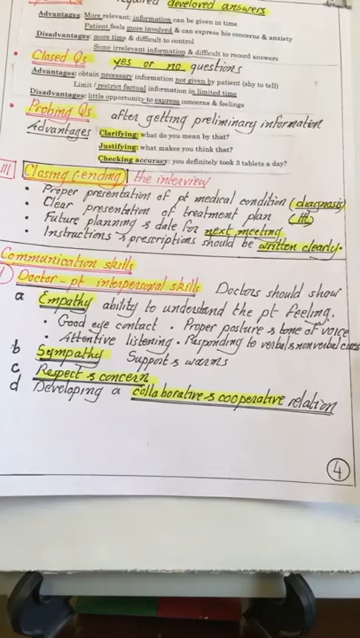 required developed answers
Advantages: More relevant; information can be given in time
Patient feels more involved & can express his concerns & anxiety
Disadvantages: more time & difficult to control
Some irrelevant information & difficult to record answers
• Closed Qs yes or no questions
Advantages: obtain necessary information not given by patient (shy to tell)
Limit / restrict factual information in limited time
Disadvantages: little opportunity to express concerns & feelings
• Probing Qs after getting preliminary information
Advantages Clarifying: what do you mean by that?
Justifying: what makes you think that?
Checking accuracy: you definitely took 3 tablets a day?
III Closing (ending) the interview
• Proper presentation of pt medical condition (diagnosis)
• Clear presentation of treatment plan (ttt)
• Future planning & date for next meeting.
• Instructions & prescriptions should be written clearly.
Communication skills
1) Doctor-pt interpersonal skills Doctors should show
a Empathy ability to understand the pt feeling.
• Good eye contact • Proper posture & tone of voice
• Attentive listening • Responding to verbal & nonverbal cues
b Sympathy Support & warms
c Respect & concern
d Developing a collaborative & cooperative relation
4